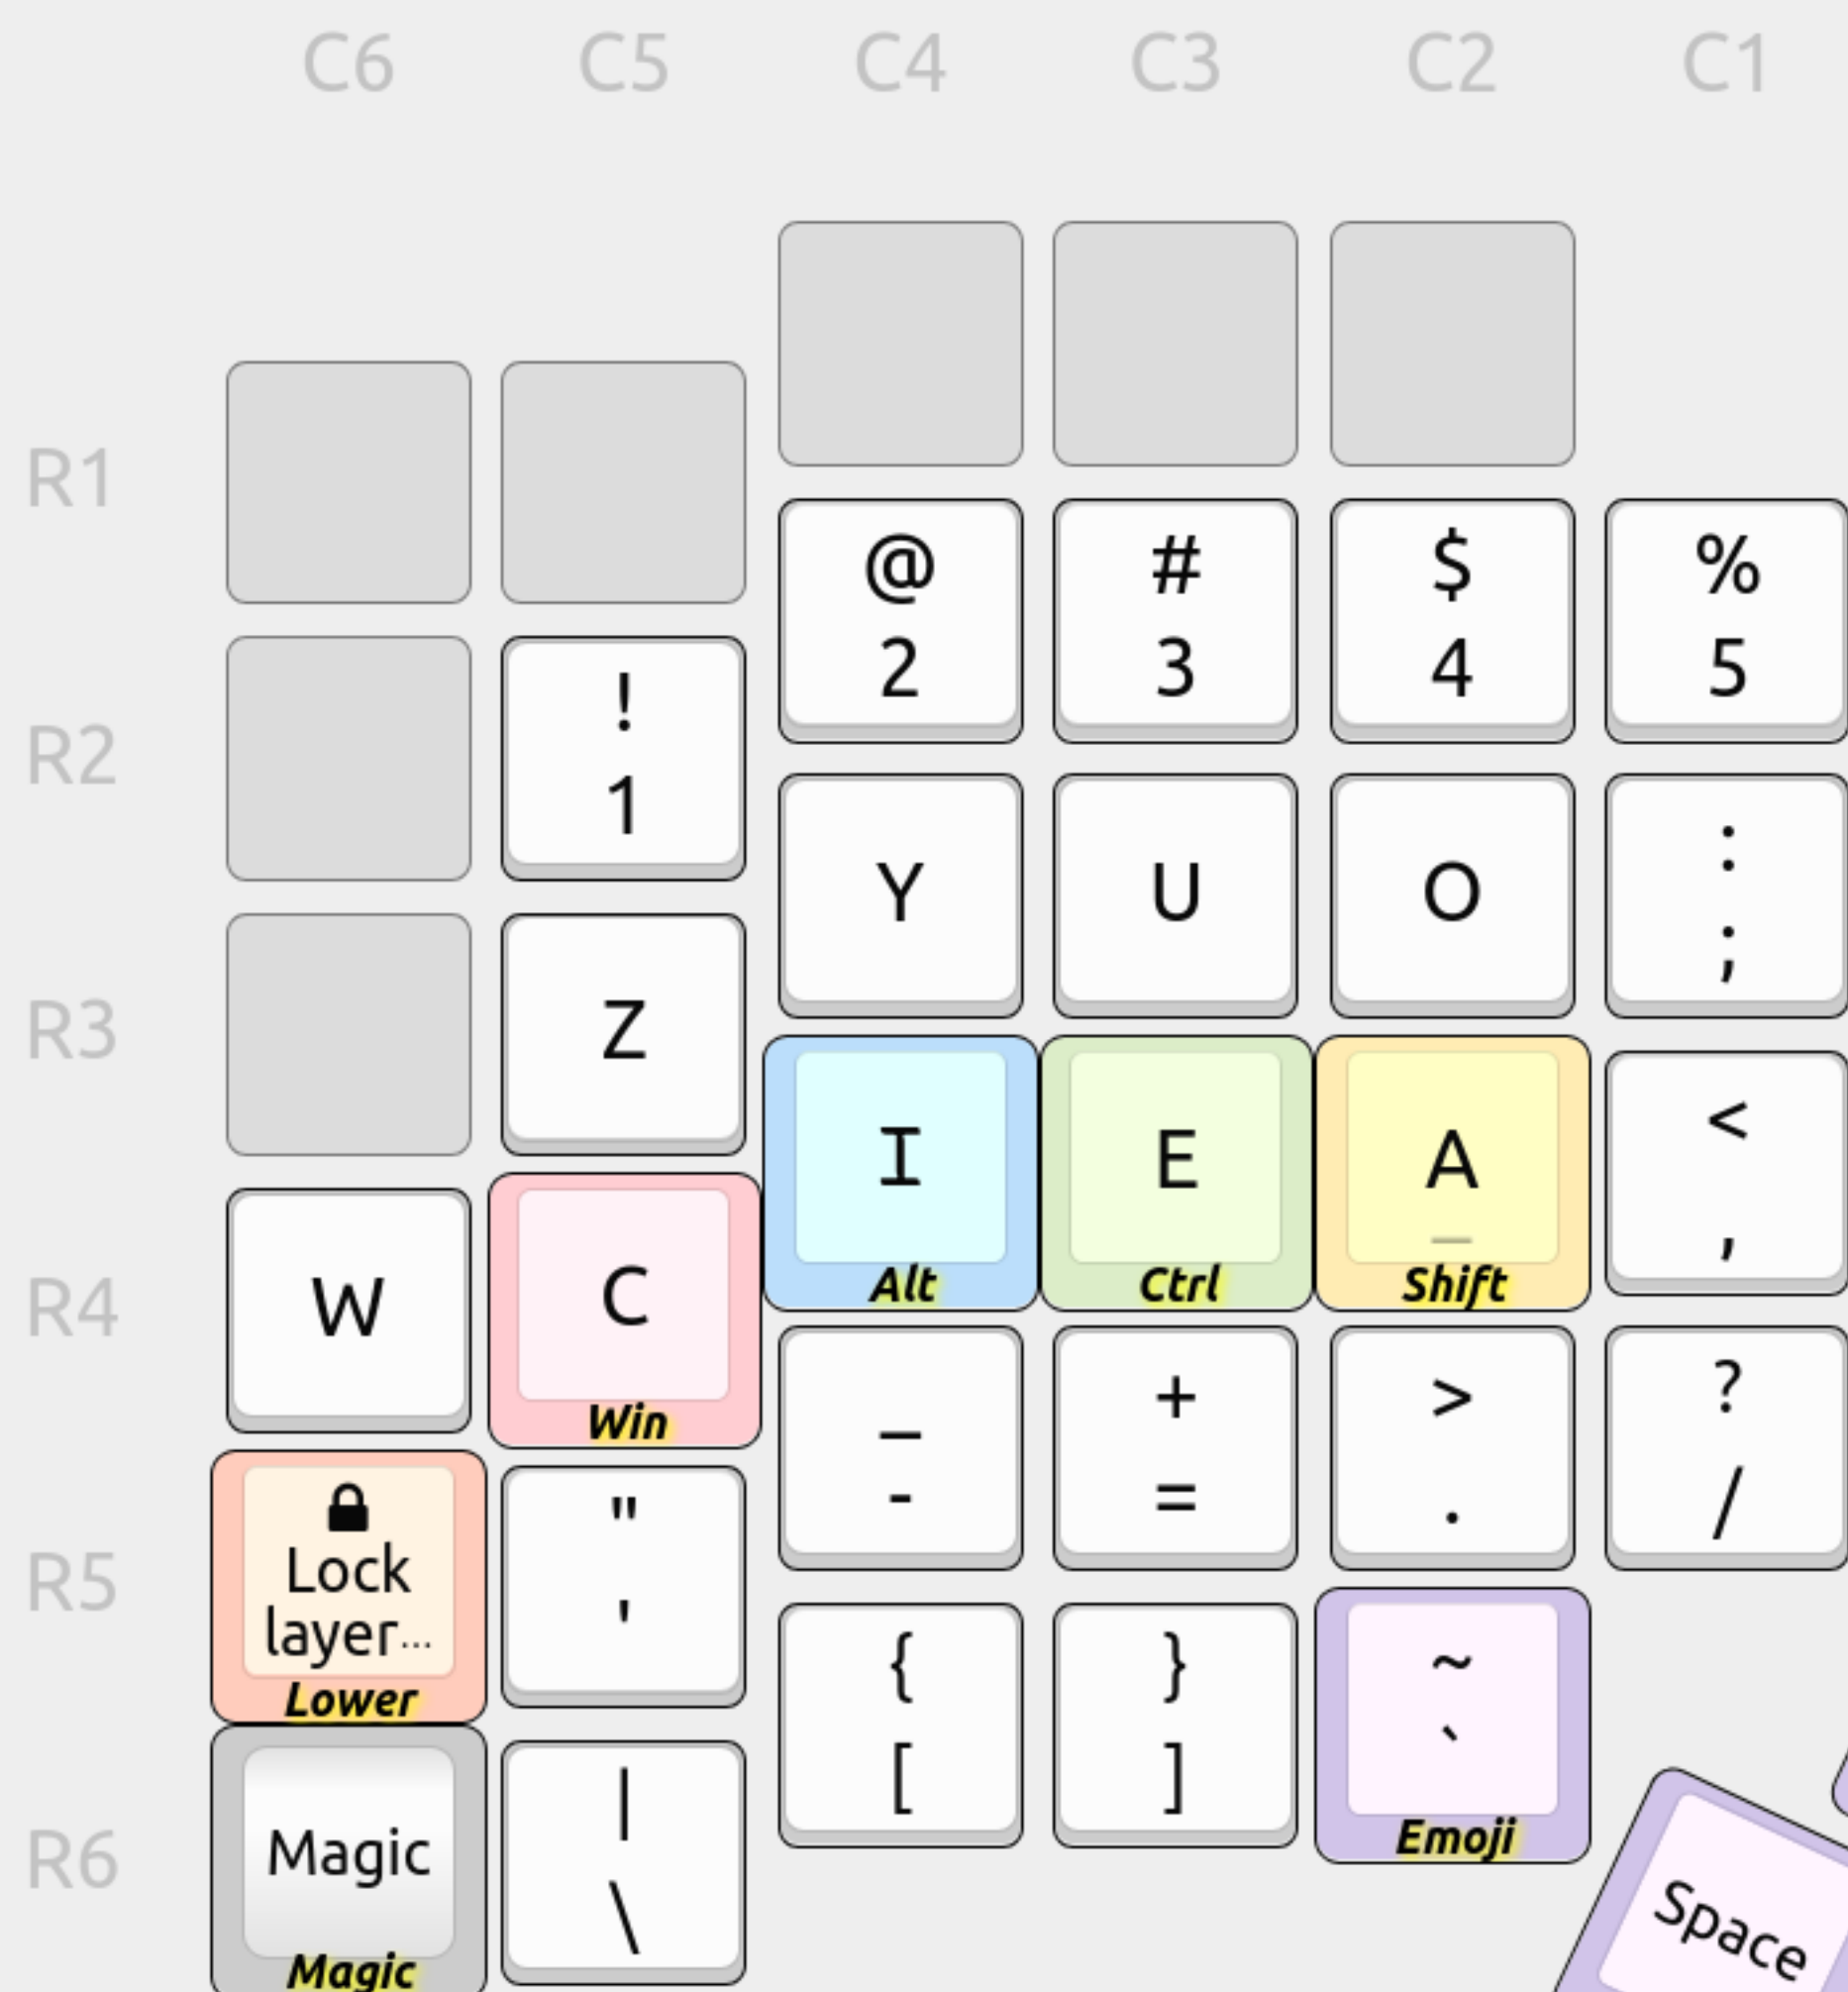 C6 C5 C4 C3 C2 C1
R1
@ # $ %
2 3 4 5
!
1
R2
Y U O :
;
Z
R3
I E A <
_
,
Alt Ctrl Shift
W C
R4
Win
_ + > ?
- = . /
🔒 "
Lock
layer... '
R5
Lower
{ } ~
[ ] `
Emoji
Magic |
\
R6
Magic
Space